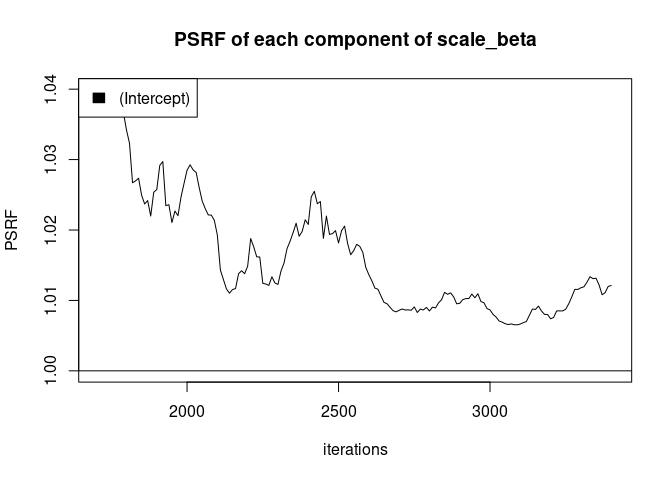 PSRF of each component of scale_beta
(Intercept)
PSRF
1.04
1.03
1.02
1.01
1.00
2000 2500 3000
iterations